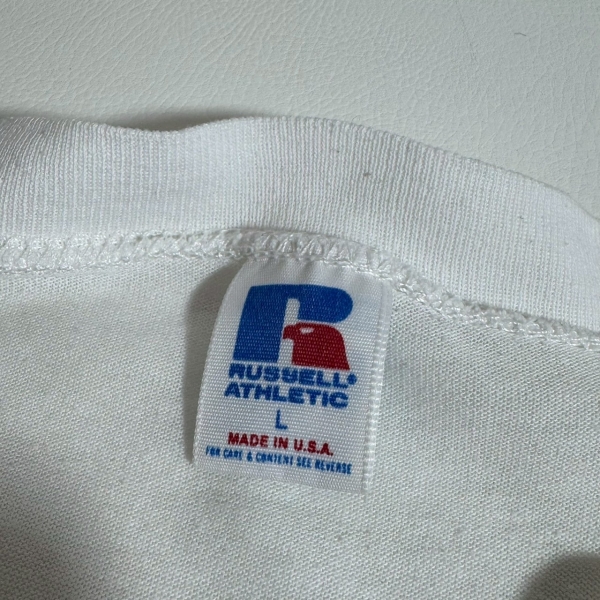 R
RUSSELL®
ATHLETIC
L
MADE IN U.S.A.
FOR CARE & CONTENT SEE REVERSE